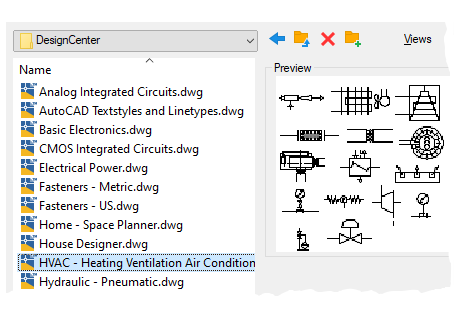 DesignCenter
Views
Name
Preview
Analog Integrated Circuits.dwg
AutoCAD Textstyles and Linetypes.dwg
Basic Electronics.dwg
CMOS Integrated Circuits.dwg
Electrical Power.dwg
Fasteners - Metric.dwg
Fasteners - US.dwg
Home - Space Planner.dwg
House Designer.dwg
HVAC - Heating Ventilation Air Condition
Hydraulic - Pneumatic.dwg